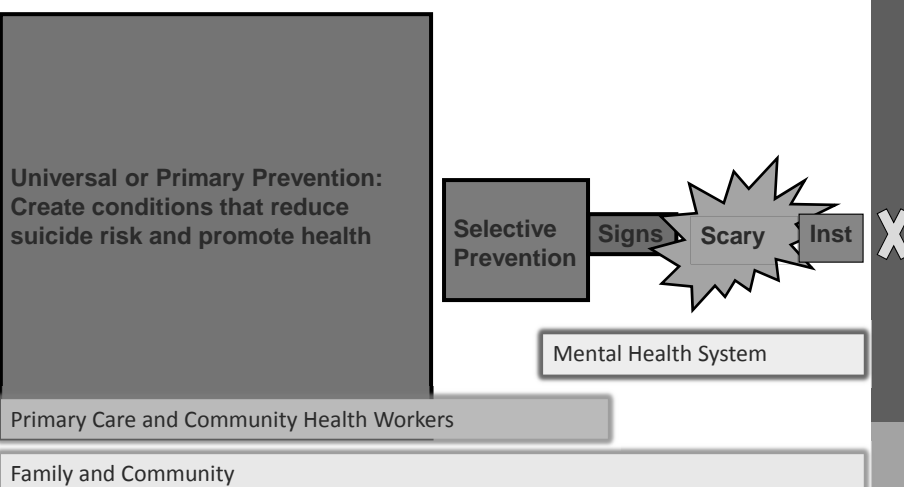 Universal or Primary Prevention:
Create conditions that reduce
suicide risk and promote health
Selective
Prevention
Signs
Scary
Inst
X
Mental Health System
Primary Care and Community Health Workers
Family and Community